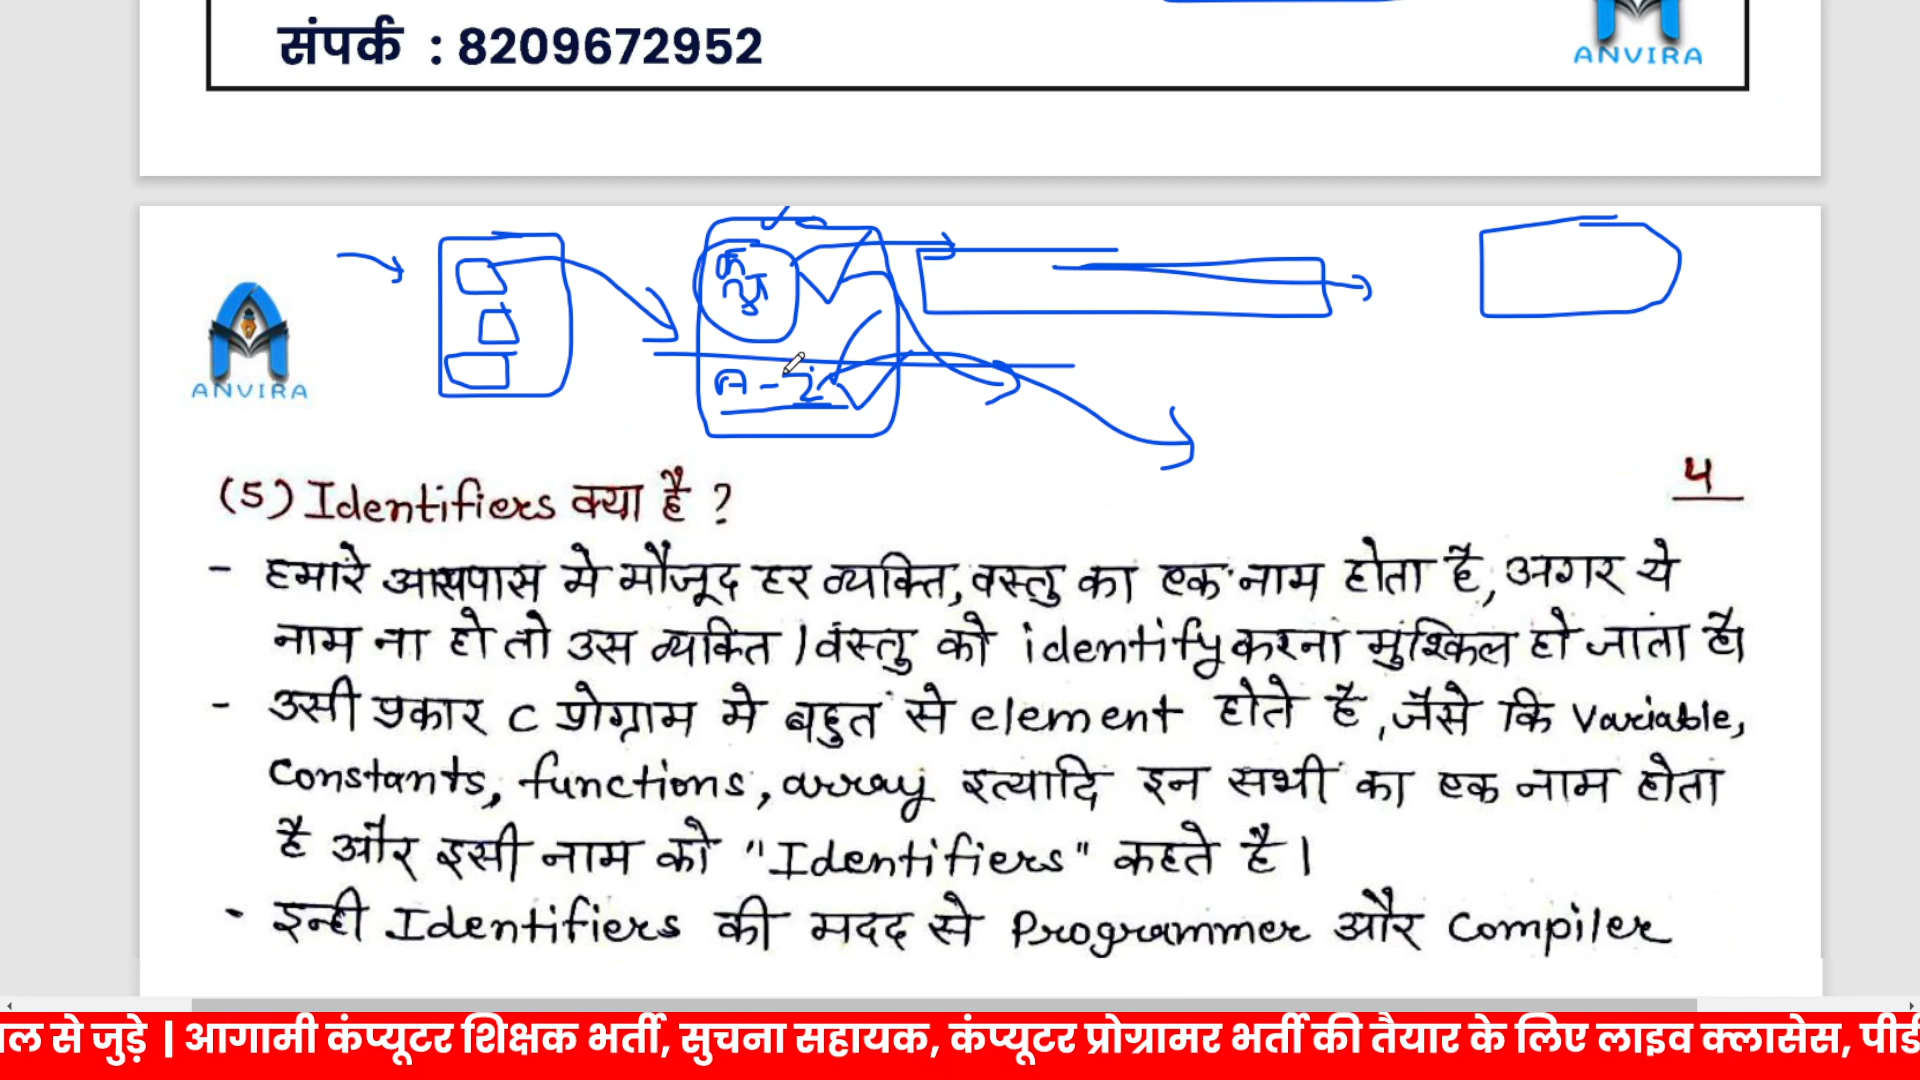 संपर्क : 8209672952
ANVIRA
ANVIRA
A-Z
(5) Identifiers क्या है ?
4
- हमारे आसपास मे मौजूद हर व्यक्ति, वस्तु का एक नाम होता है, अगर ये
नाम ना हो तो उस व्यकित / वस्तु को identify करना मुश्किल हो जाता है।
- उसी प्रकार C प्रोग्राम मे बहुत से element होते है, जैसे कि Variable,
Constants, functions, array इत्यादि इन सभी का एक नाम होता
है और इसी नाम को "Identifiers" कहते है।
- इन्ही Identifiers की मदद से Programmer और Compiler
ल से जुड़े | आगामी कंप्यूटर शिक्षक भर्ती, सुचना सहायक, कंप्यूटर प्रोग्रामर भर्ती की तैयार के लिए लाइव क्लासेस, पीडी